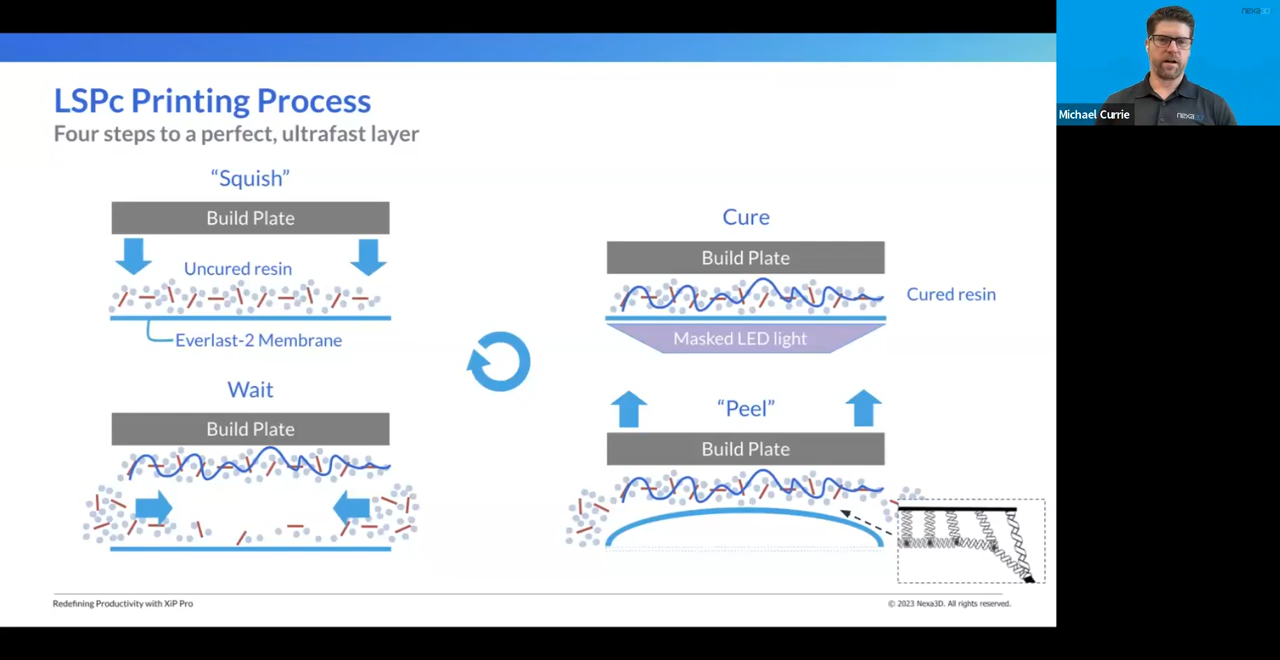 LSPc Printing Process
Four steps to a perfect, ultrafast layer
“Squish”
Build Plate
Uncured resin
Everlast-2 Membrane
Cure
Build Plate
Cured resin
Masked LED light
Wait
Build Plate
“Peel”
Build Plate
Redefining Productivity with XiP Pro
© 2023 Nexa3D. All rights reserved.
nexa3D
Michael Currie
nexa3D